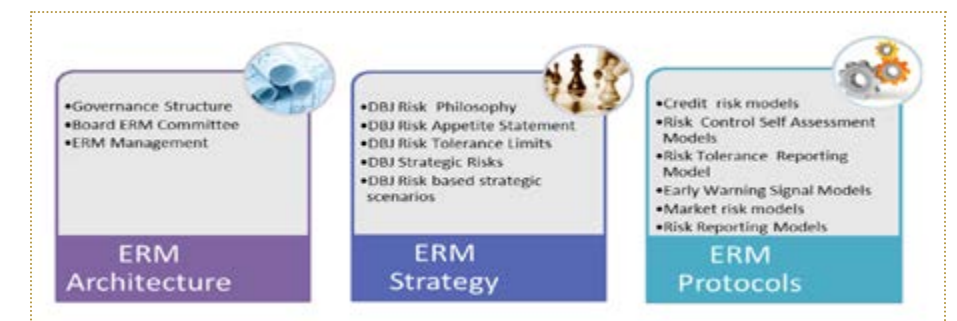 •Governance Structure
•Board ERM Committee
•ERM Management
ERM
Architecture
•DBJ Risk Philosophy
•DBJ Risk Appetite Statement
•DBJ Risk Tolerance Limits
•DBJ Strategic Risks
•DBJ Risk based strategic
scenarios
ERM
Strategy
•Credit risk models
•Risk Control Self Assessment
Models
•Risk Tolerance Reporting
Model
•Early Warning Signal Models
•Market risk models
•Risk Reporting Models
ERM
Protocols